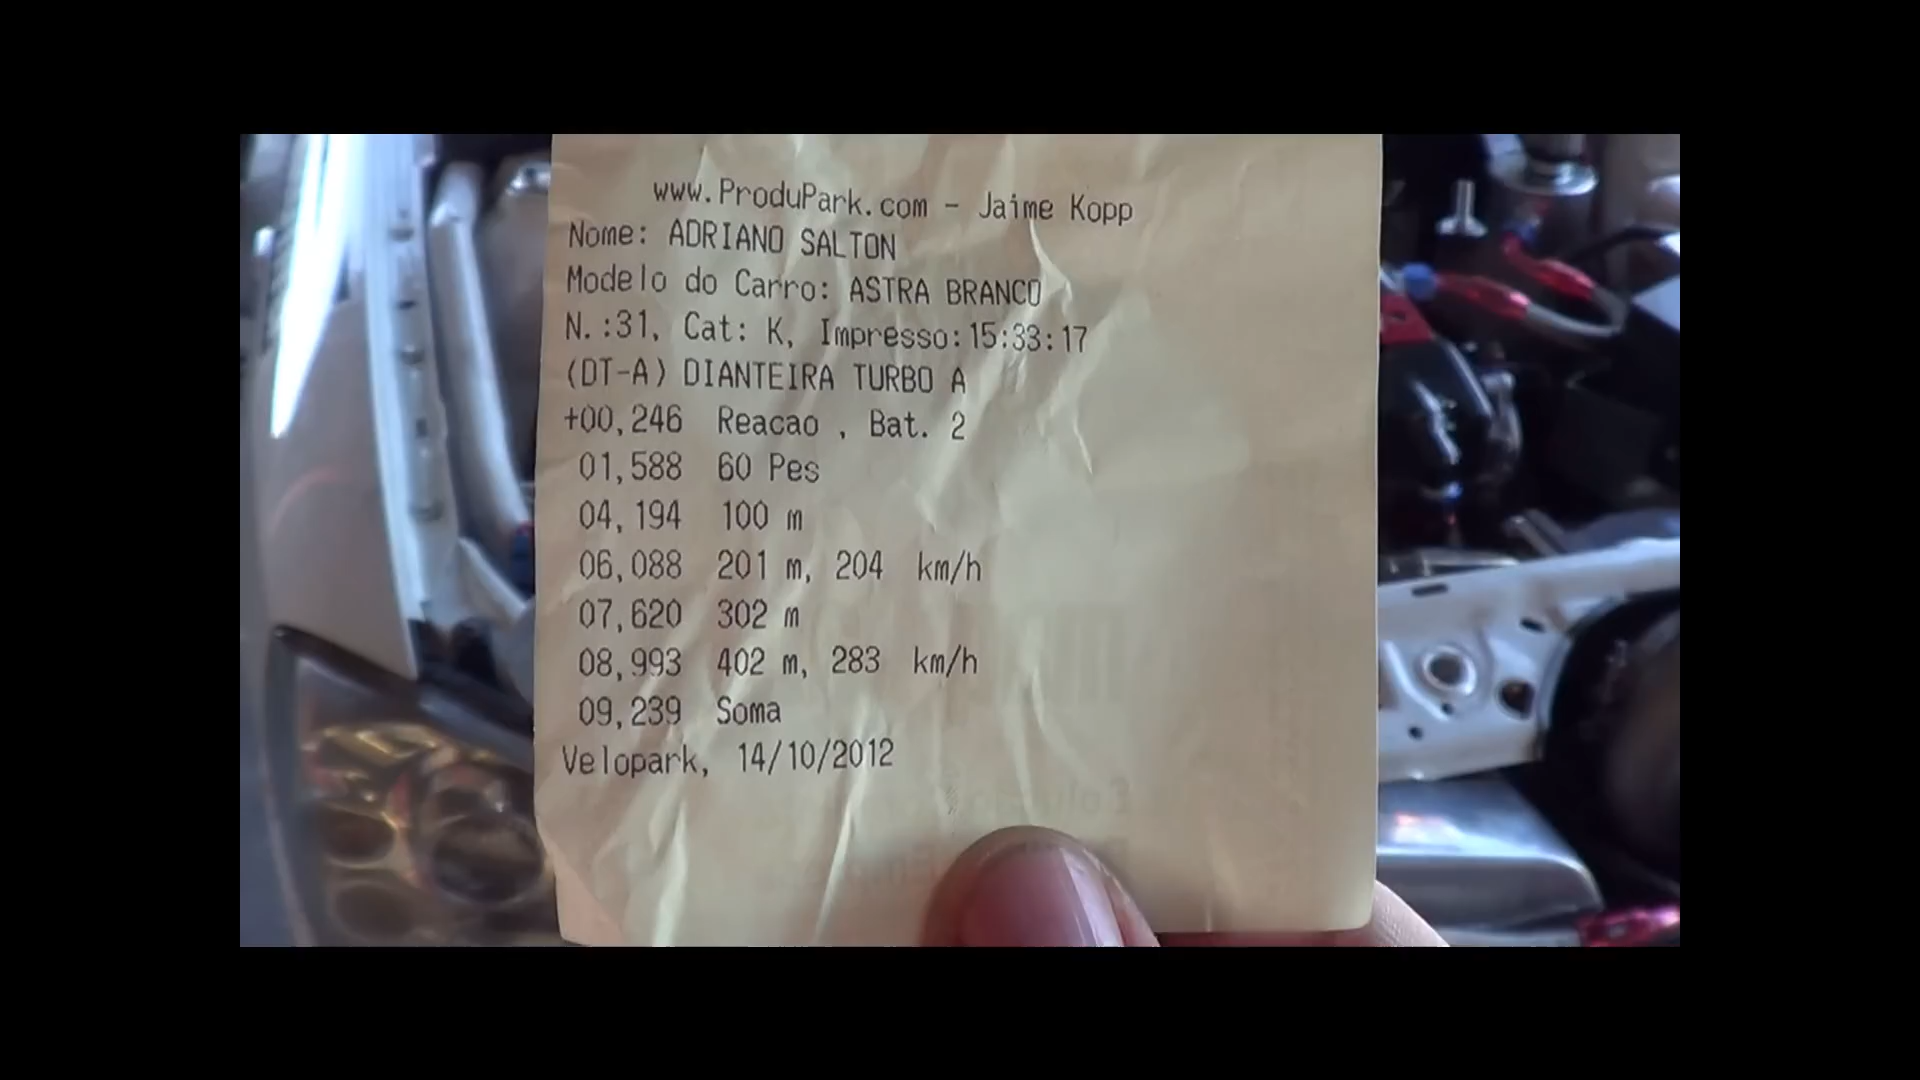 www.ProduPark.com - Jaime Kopp
Nome: ADRIANO SALTON
Modelo do Carro: ASTRA BRANCO
N.:31, Cat: K, Impresso:15:33:17
(DT-A) DIANTEIRA TURBO A
+00,246 Reacao , Bat. 2
01,588 60 Pes
04,194 100 m
06,088 201 m, 204 km/h
07,620 302 m
08,993 402 m, 283 km/h
09,239 Soma
Velopark, 14/10/2012